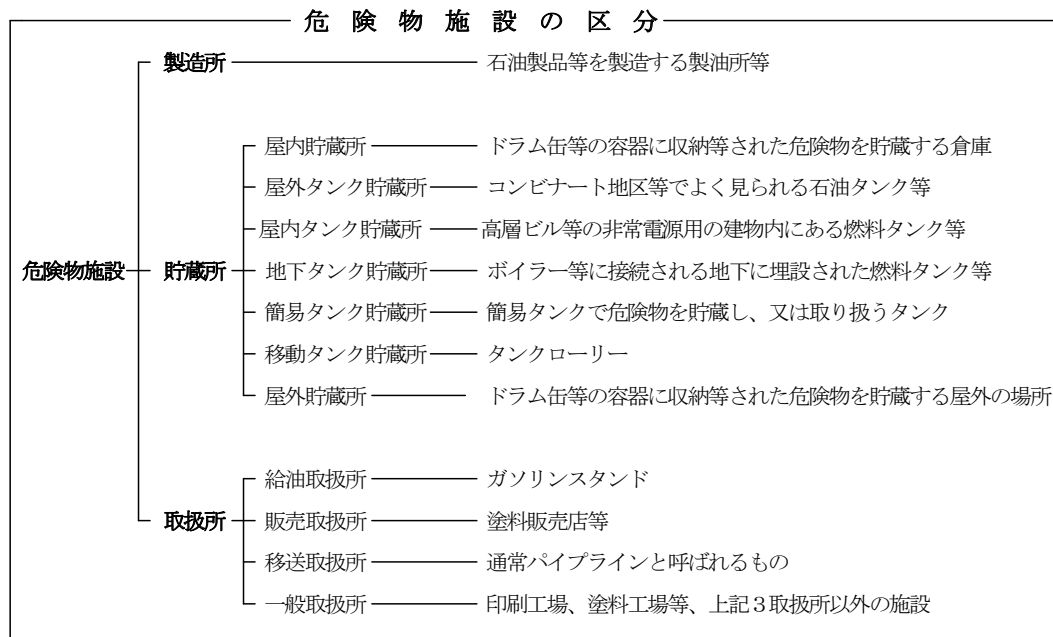 危険物施設の区分
製造所 石油製品等を製造する製油所等
屋内貯蔵所 ドラム缶等の容器に収納等された危険物を貯蔵する倉庫
屋外タンク貯蔵所 コンビナート地区等でよく見られる石油タンク等
屋内タンク貯蔵所 高層ビル等の非常電源用の建物内にある燃料タンク等
危険物施設 貯蔵所 地下タンク貯蔵所 ボイラー等に接続される地下に埋設された燃料タンク等
簡易タンク貯蔵所 簡易タンクで危険物を貯蔵し、又は取り扱うタンク
移動タンク貯蔵所 タンクローリー
屋外貯蔵所 ドラム缶等の容器に収納等された危険物を貯蔵する屋外の場所
給油取扱所 ガソリンスタンド
取扱所 販売取扱所 塗料販売店等
移送取扱所 通常パイプラインと呼ばれるもの
一般取扱所 印刷工場、塗料工場等、上記3取扱所以外の施設